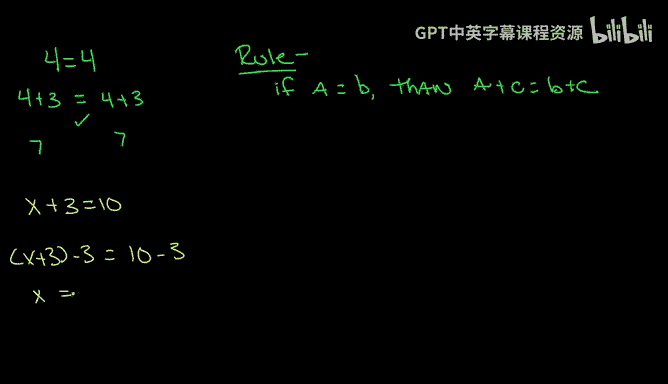 GPT中英字幕课程资源 bilibili
4=4
4+3 = 4+3
✓
7 7
Rule-
if A = b, than A+c = b+c
x+3=10
(x+3)-3 = 10-3
x =